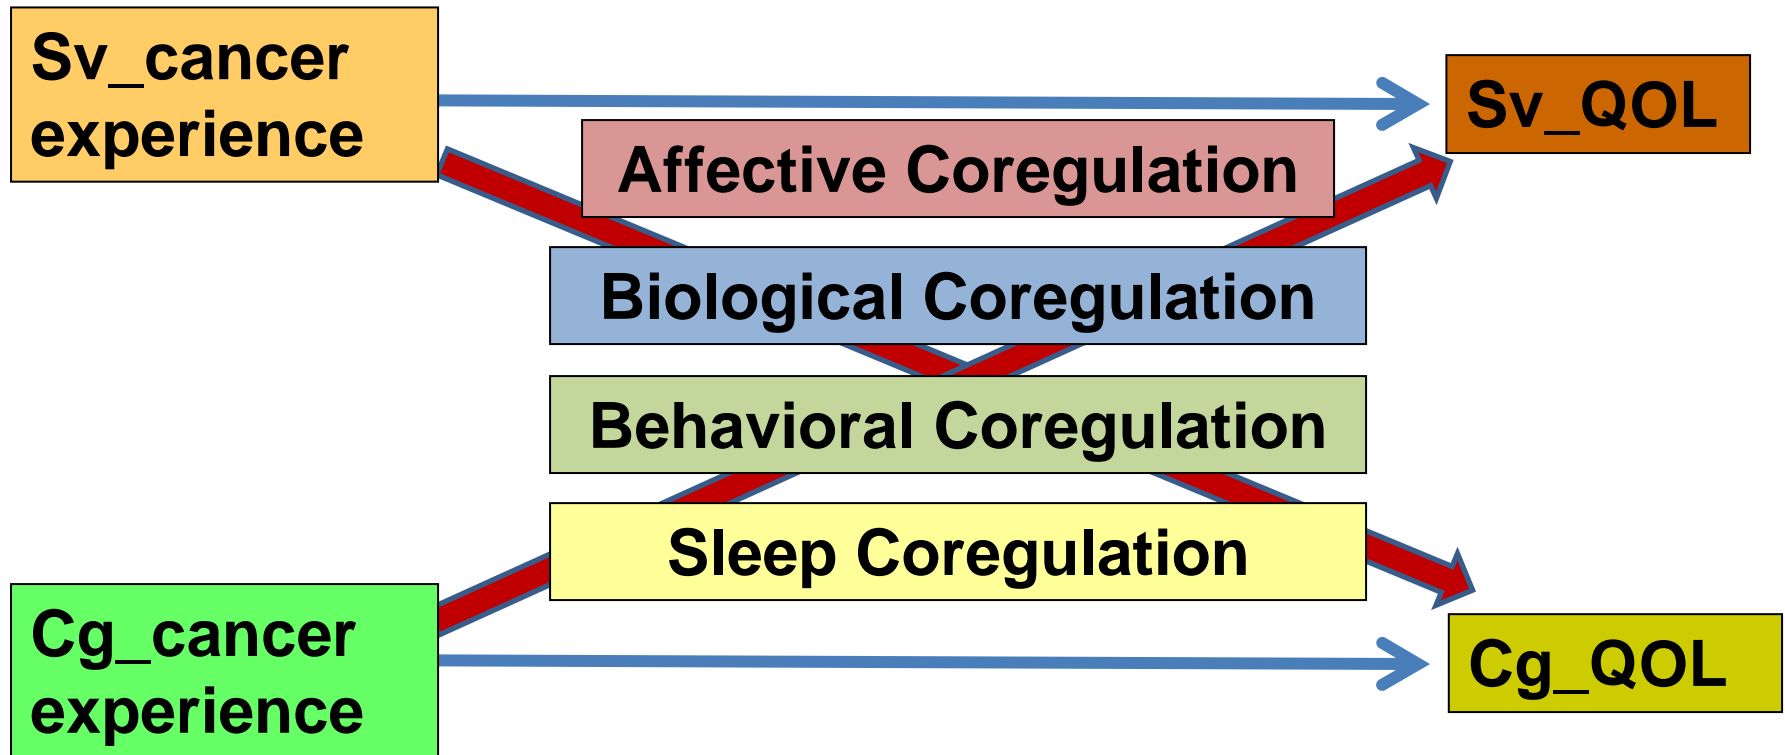 Sv_cancer
experience
Sv_QOL
Affective Coregulation
Biological Coregulation
Behavioral Coregulation
Sleep Coregulation
Cg_cancer
experience
Cg_QOL